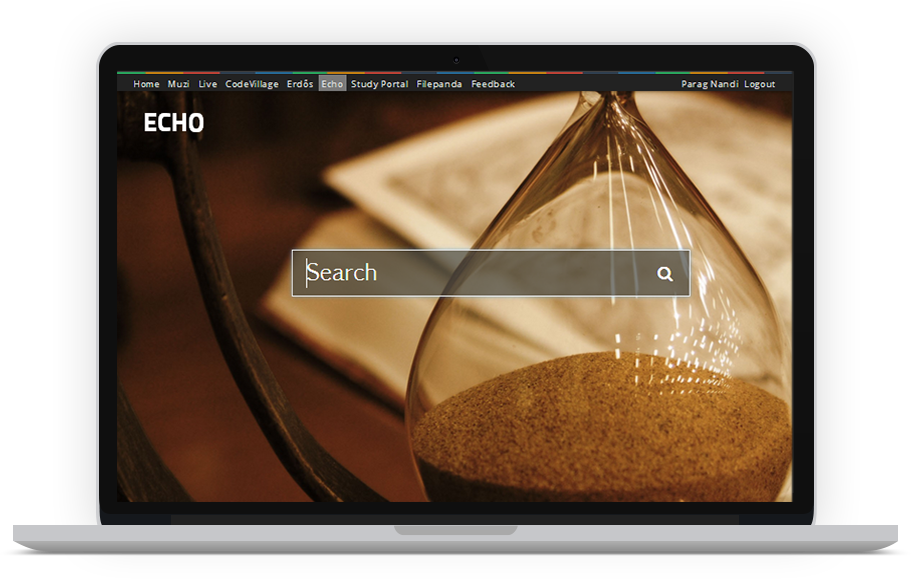 Home Muzi Live CodeVillage Erdős Echo Study Portal Filepanda Feedback Parag Nandi Logout
ECHO
Search